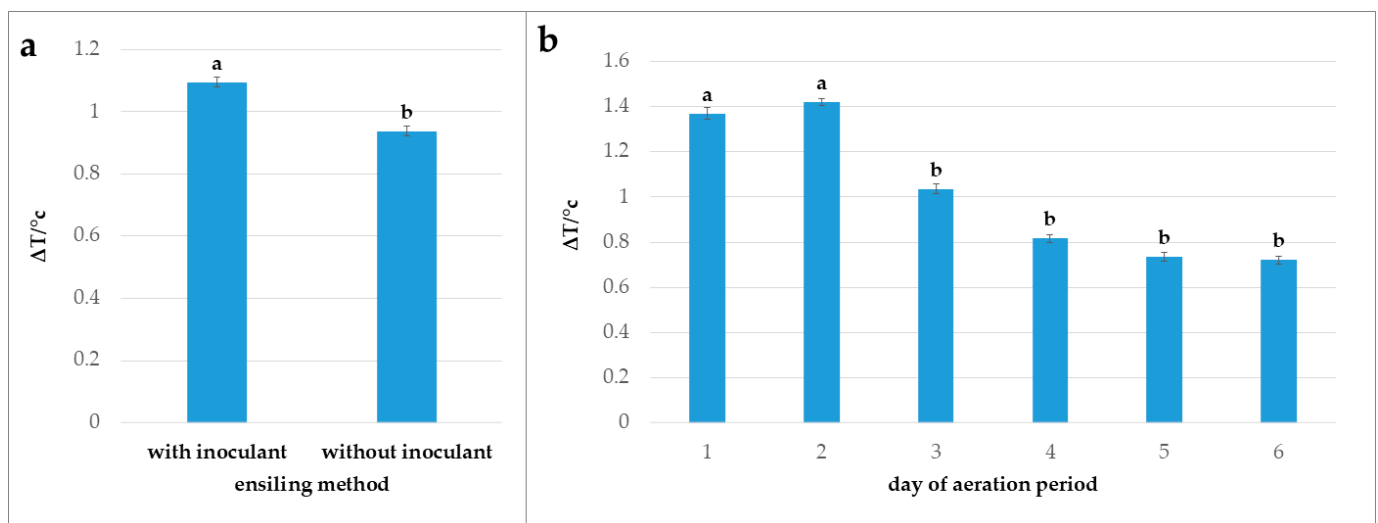 a
1.2
1
0.8
0.6
0.4
0.2
0
ΔT/°c
a
b
with inoculant without inoculant
ensiling method
b
1.6
1.4
1.2
1
0.8
0.6
0.4
0.2
0
ΔT/°c
a a b b b b
1 2 3 4 5 6
day of aeration period